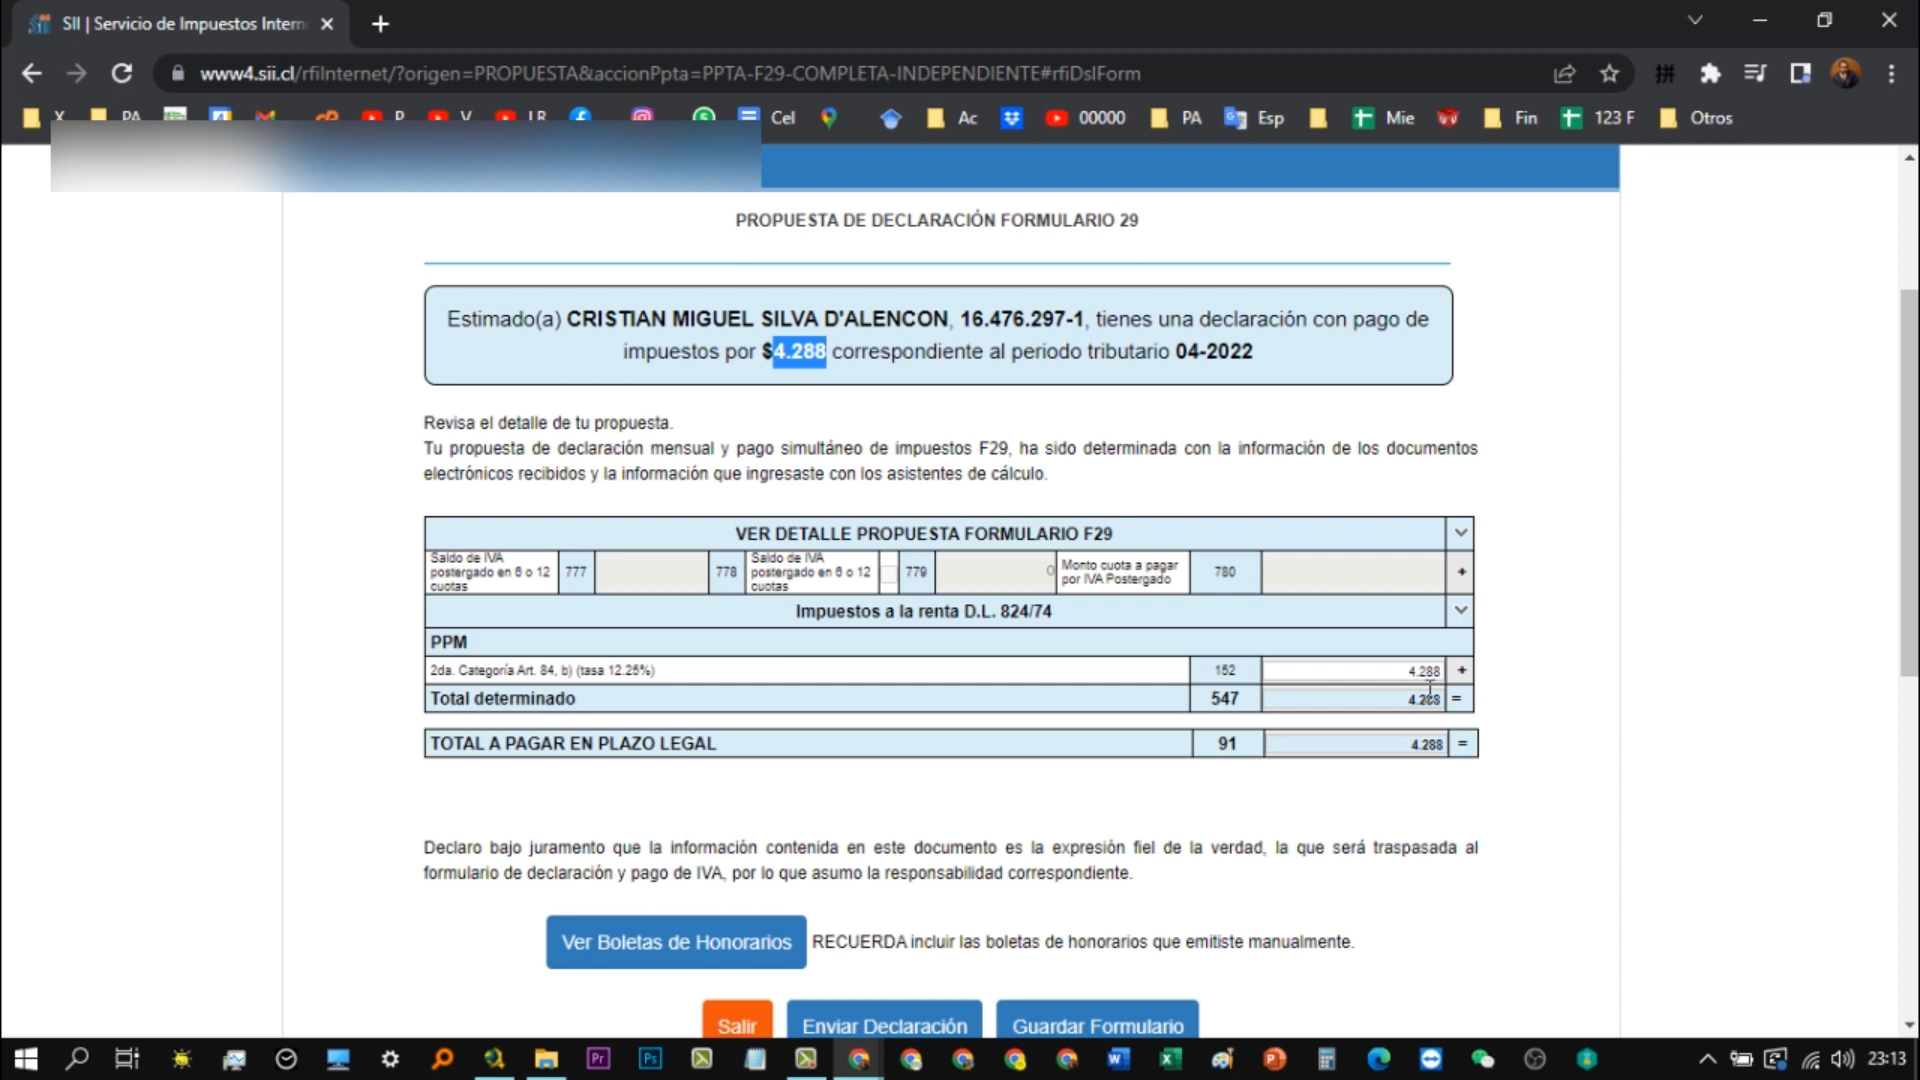 SII | Servicio de Impuestos Intern
www4.sii.cl/rfiInternet/?origen=PROPUESTA&accionPpta=PPTA-F29-COMPLETA-INDEPENDIENTE#rfiDslForm
X PA P V LR Cel Ac 00000 PA Esp Mie Fin 123 F Otros
PROPUESTA DE DECLARACIÓN FORMULARIO 29
Estimado(a) CRISTIAN MIGUEL SILVA D'ALENCON, 16.476.297-1, tienes una declaración con pago de
impuestos por $4.288 correspondiente al periodo tributario 04-2022
Revisa el detalle de tu propuesta.
Tu propuesta de declaración mensual y pago simultáneo de impuestos F29, ha sido determinada con la información de los documentos
electrónicos recibidos y la información que ingresaste con los asistentes de cálculo.
VER DETALLE PROPUESTA FORMULARIO F29
Saldo de IVA
postergado en 6 o 12
cuotas
777
778
Saldo de IVA
postergado en 6 o 12
cuotas
779
0
Monto cuota a pagar
por IVA Postergado
780
+
Impuestos a la renta D.L. 824/74
PPM
2da. Categoría Art. 84, b) (tasa 12.25%) 152 4.288 +
Total determinado 547 4.288 =
TOTAL A PAGAR EN PLAZO LEGAL 91 4.288 =
Declaro bajo juramento que la información contenida en este documento es la expresión fiel de la verdad, la que será traspasada al
formulario de declaración y pago de IVA, por lo que asumo la responsabilidad correspondiente.
Ver Boletas de Honorarios RECUERDA incluir las boletas de honorarios que emitiste manualmente.
Salir Enviar Declaración Guardar Formulario
23:13